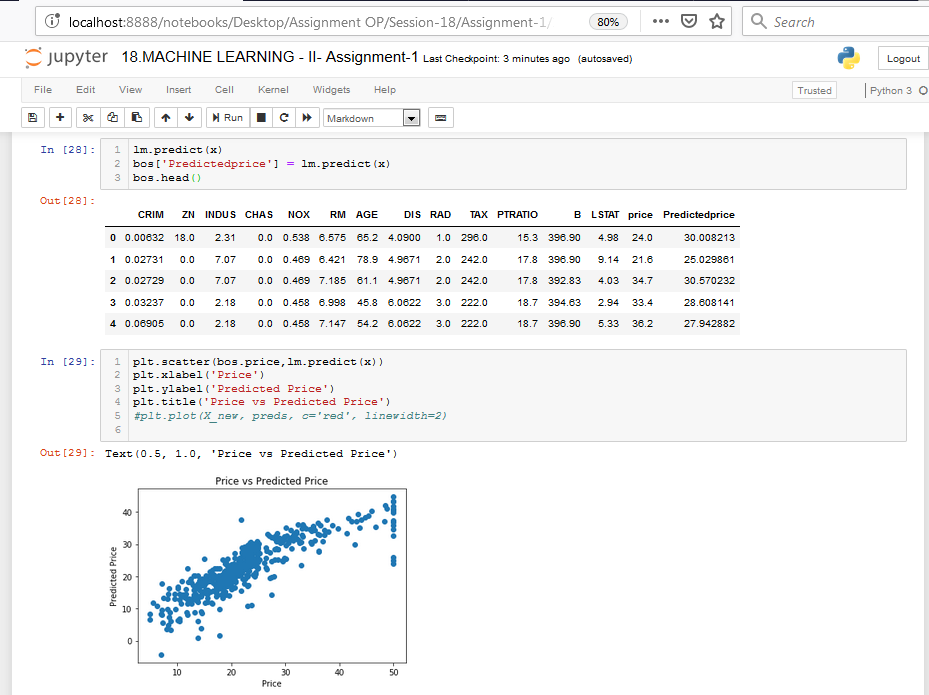 localhost:8888/notebooks/Desktop/Assignment OP/Session-18/Assignment-1/ 80% Search
jupyter 18.MACHINE LEARNING - II- Assignment-1 Last Checkpoint: 3 minutes ago (autosaved) Logout
File Edit View Insert Cell Kernel Widgets Help Trusted Python 3
Run Markdown
In [28]: 1 lm.predict(x)
2 bos['Predictedprice'] = lm.predict(x)
3 bos.head()
Out[28]:
CRIM ZN INDUS CHAS NOX RM AGE DIS RAD TAX PTRATIO B LSTAT price Predictedprice
0 0.00632 18.0 2.31 0.0 0.538 6.575 65.2 4.0900 1.0 296.0 15.3 396.90 4.98 24.0 30.008213
1 0.02731 0.0 7.07 0.0 0.469 6.421 78.9 4.9671 2.0 242.0 17.8 396.90 9.14 21.6 25.029861
2 0.02729 0.0 7.07 0.0 0.469 7.185 61.1 4.9671 2.0 242.0 17.8 392.83 4.03 34.7 30.570232
3 0.03237 0.0 2.18 0.0 0.458 6.998 45.8 6.0622 3.0 222.0 18.7 394.63 2.94 33.4 28.608141
4 0.06905 0.0 2.18 0.0 0.458 7.147 54.2 6.0622 3.0 222.0 18.7 396.90 5.33 36.2 27.942882
In [29]: 1 plt.scatter(bos.price,lm.predict(x))
2 plt.xlabel('Price')
3 plt.ylabel('Predicted Price')
4 plt.title('Price vs Predicted Price')
5 #plt.plot(X_new, preds, c='red', linewidth=2)
6
Out[29]: Text(0.5, 1.0, 'Price vs Predicted Price')
Price vs Predicted Price
40
30
20
10
0
Predicted Price
10 20 30 40 50
Price